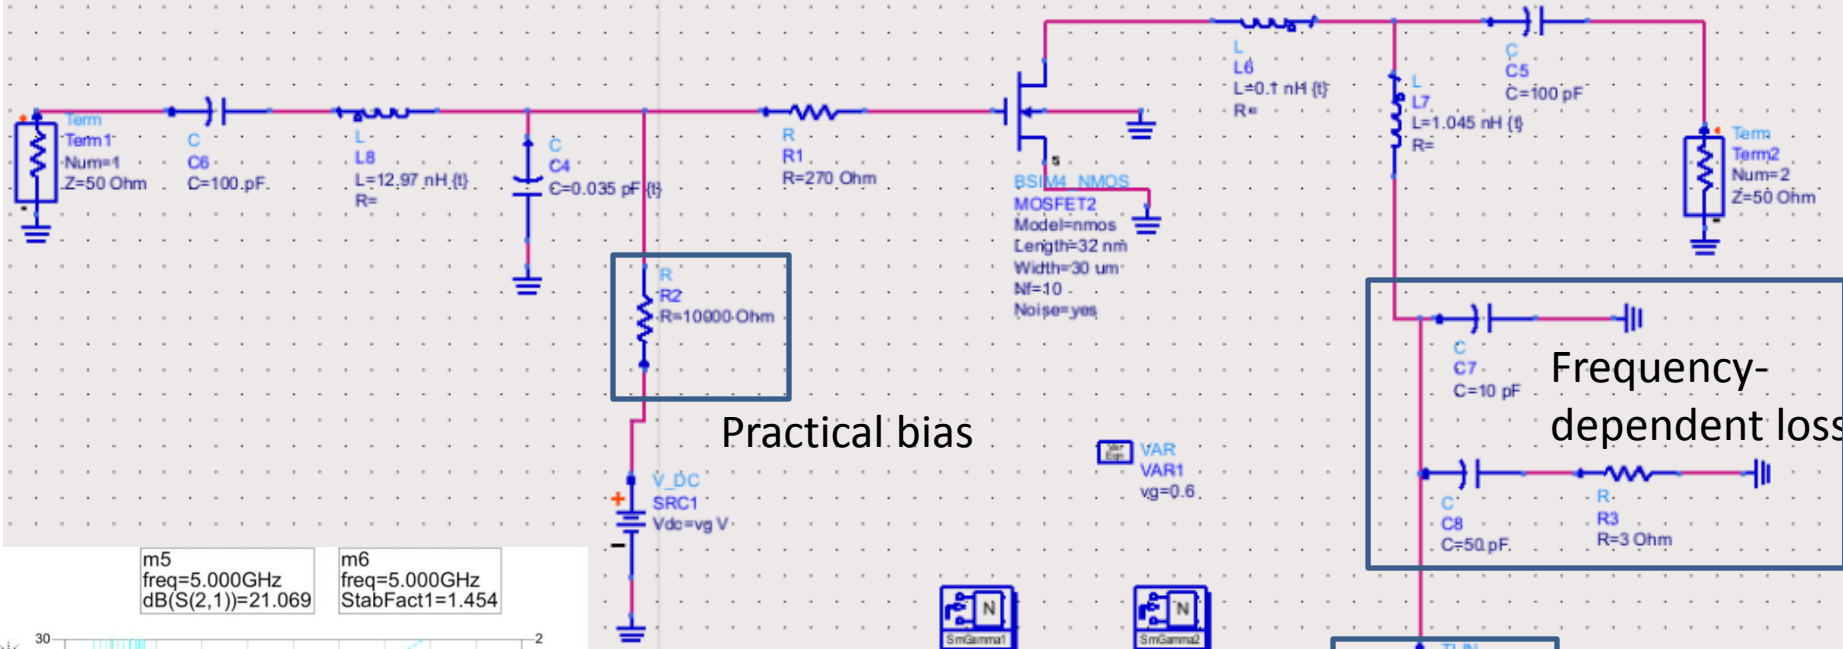 Term
Term1
Num=1
Z=50 Ohm
C
C6
C=100 pF
L
L8
L=12.97 nH {t}
R=
C
C4
C=0.035 pF {t}
R
R1
R=270 Ohm
BSIM4_NMOS
MOSFET2
Model=nmos
Length=32 nm
Width=30 um
Nf=10
Noise=yes
L
L6
L=0.1 nH {t}
R=
L
L7
L=1.045 nH {t}
R=
C
C5
C=100 pF
Term
Term2
Num=2
Z=50 Ohm
R
R2
R=10000 Ohm
Practical bias
V_DC
SRC1
Vdc=vg V
Var
Eqn
VAR
VAR1
vg=0.6
C
C7
C=10 pF
Frequency-
dependent loss
C
C8
C=50 pF
R
R3
R=3 Ohm
m5
freq=5.000GHz
dB(S(2,1))=21.069
m6
freq=5.000GHz
StabFact1=1.454
30
2
N
SmGamma1
N
SmGamma2